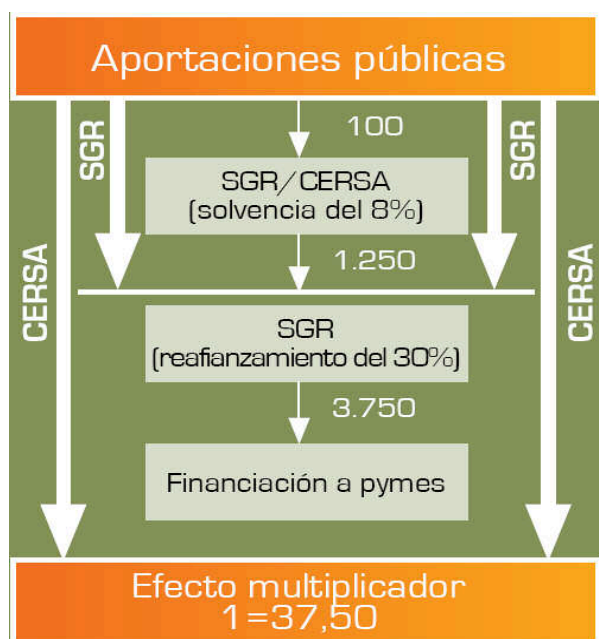 Aportaciones públicas
SGR
SGR
CERSA
CERSA
100
SGR/CERSA
(solvencia del 8%)
1.250
SGR
(reafianzamiento del 30%)
3.750
Financiación a pymes
Efecto multiplicador
1=37,50